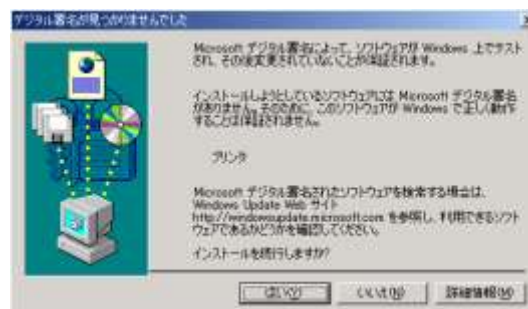 デジタル署名が見つかりませんでした
Microsoft デジタル署名によって、ソフトウェアが Windows 上でテスト
され、その後変更されていないことが保証されます。
インストールしようとしているソフトウェアには Microsoft デジタル署名
がありません。そのために、このソフトウェアが Windows で正しく動作
することは保証されません。
プリンタ
Microsoft デジタル署名されたソフトウェアを検索する場合は、
Windows Update Web サイト
http://windowsupdate.microsoft.com を参照し、利用できるソフト
ウェアであるかどうかを確認してください。
インストールを続行しますか?
はい(Y) いいえ(N) 詳細情報(M)